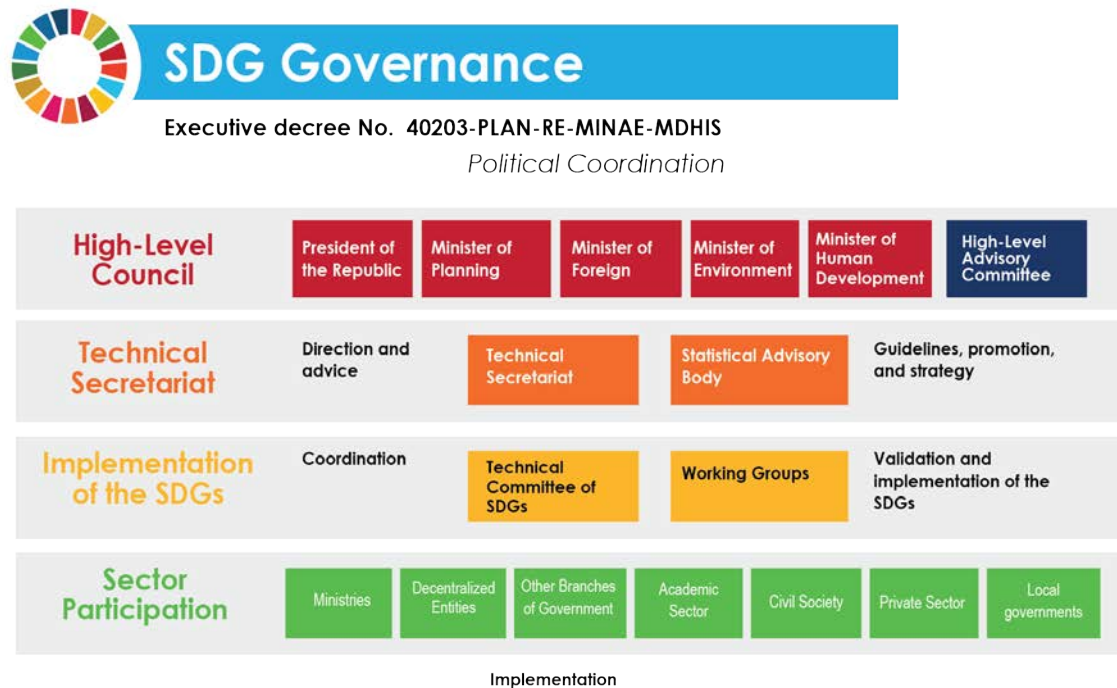 SDG Governance
Executive decree No. 40203-PLAN-RE-MINAE-MDHIS
Political Coordination
High-Level
Council
President of
the Republic
Minister of
Planning
Minister of
Foreign
Minister of
Environment
Minister of
Human
Development
High-Level
Advisory
Committee
Technical
Secretariat
Direction and
advice
Technical
Secretariat
Statistical Advisory
Body
Guidelines, promotion,
and strategy
Implementation
of the SDGs
Coordination
Technical
Committee of
SDGs
Working Groups
Validation and
implementation of the
SDGs
Sector
Participation
Ministries
Decentralized
Entities
Other Branches
of Government
Academic
Sector
Civil Society
Private Sector
Local
governments
Implementation